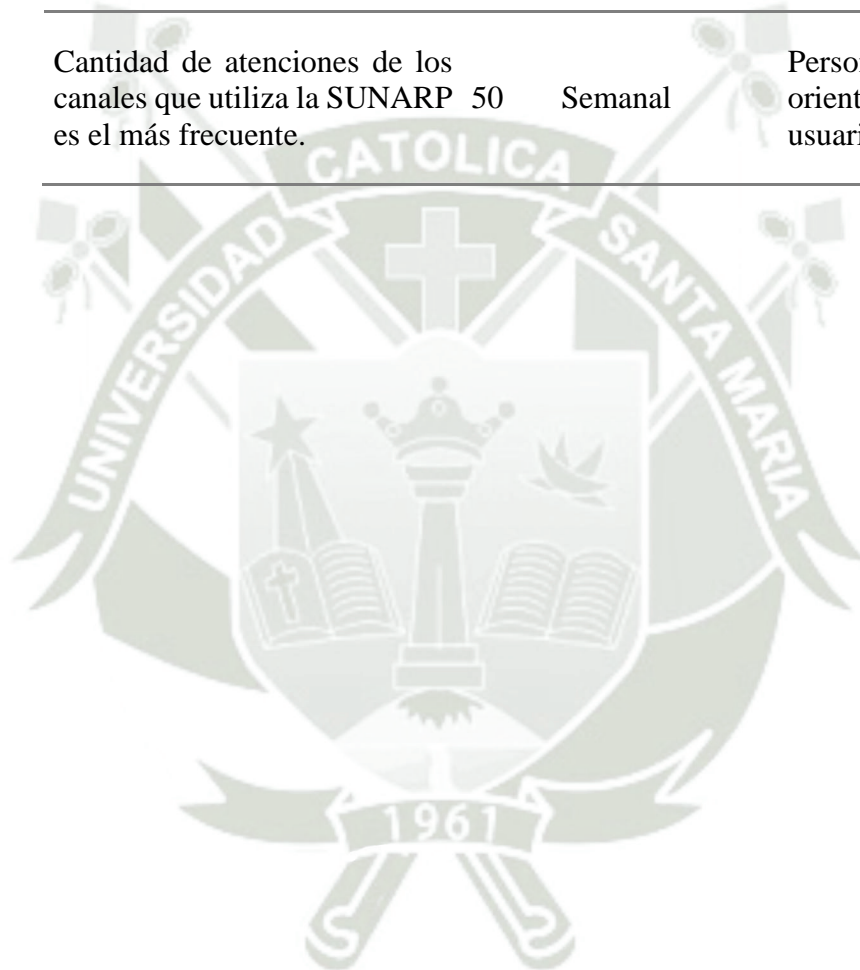 Cantidad de atenciones de los
canales que utiliza la SUNARP 50 Semanal
es el más frecuente.
UNIVERSIDAD CATOLICA SANTA MARIA
1961